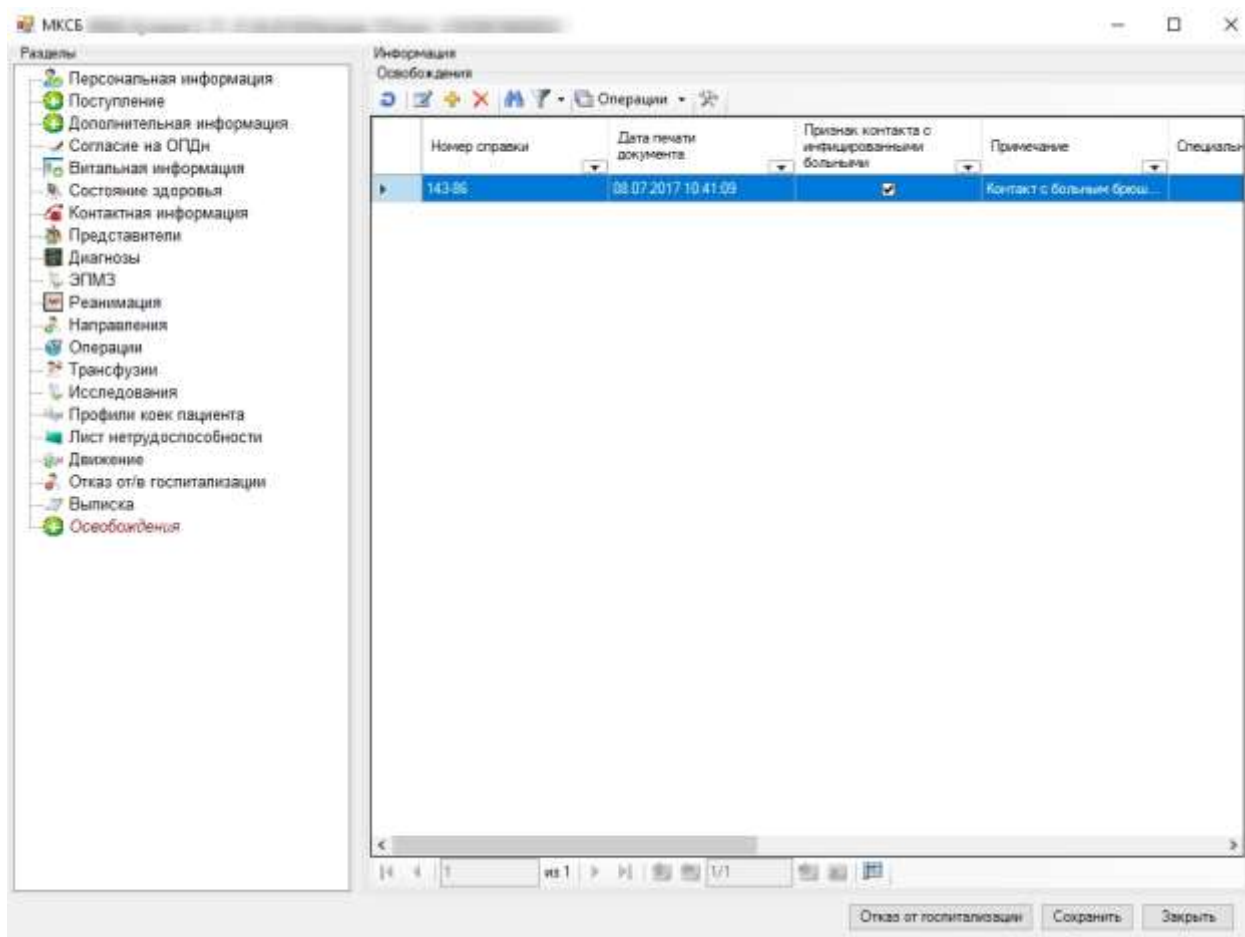 МКСБ
Разделы
Персональная информация
Поступление
Дополнительная информация
Согласие на ОПДн
Витальная информация
Состояние здоровья
Контактная информация
Представители
Диагнозы
ЭПМЗ
Реанимация
Направления
Операции
Трансфузии
Исследования
Профили коек пациента
Лист нетрудоспособности
Движение
Отказ от/в госпитализации
Выписка
Освобождения
Информация
Освобождения
Операции
Номер справки
Дата печати
документа
Признак контакта с
инфицированными
больными
Примечание
Специальн
143-86
08.07.2017 10:41:09
Контакт с больным брюш...
1 из 1
1/1
Отказ от госпитализации Сохранить Закрыть